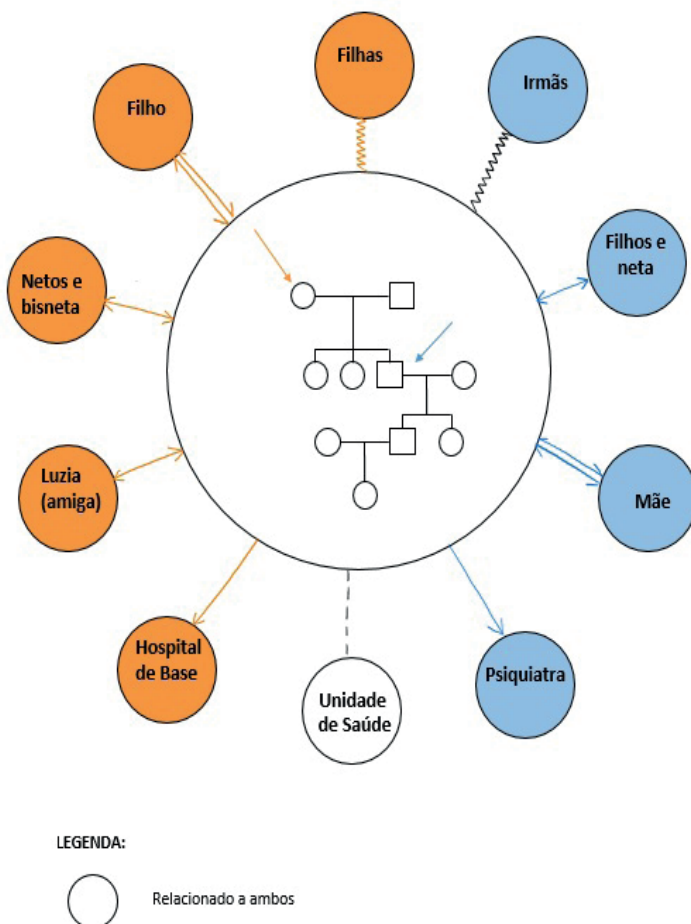 Filhas
Irmãs
Filho
Filhos e
neta
Netos e
bisneta
Luzia
(amiga)
Mãe
Hospital
de Base
Psiquiatra
Unidade
de Saúde
LEGENDA:
Relacionado a ambos